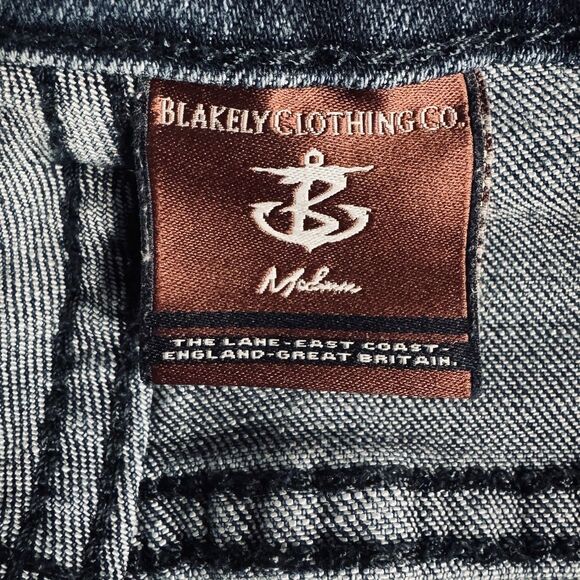 BLAKELY CLOTHING CO.
B
THE LANE-EAST COAST-
ENGLAND-GREAT BRITAIN.